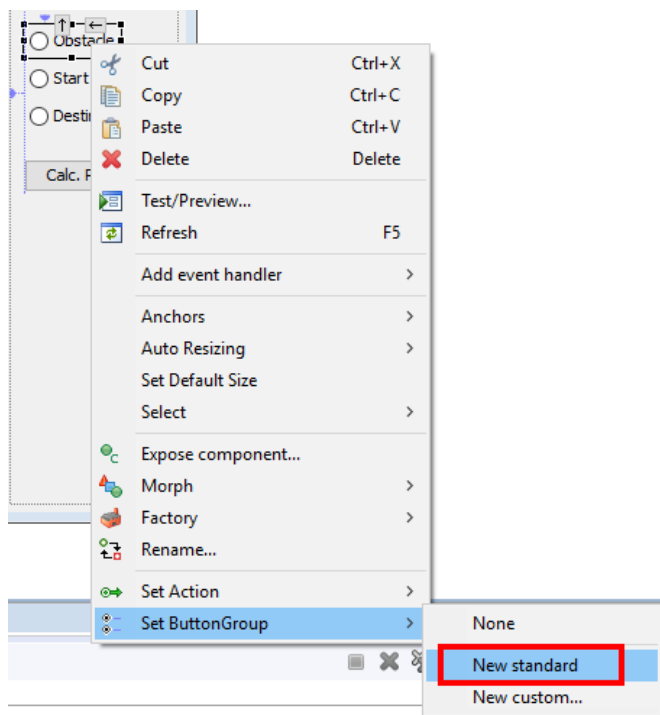 Obstacle
Start
Desti
Calc. P
Cut Ctrl+X
Copy Ctrl+C
Paste Ctrl+V
Delete Delete
Test/Preview...
Refresh F5
Add event handler
Anchors
Auto Resizing
Set Default Size
Select
Expose component...
Morph
Factory
Rename...
Set Action
Set ButtonGroup
None
New standard
New custom...